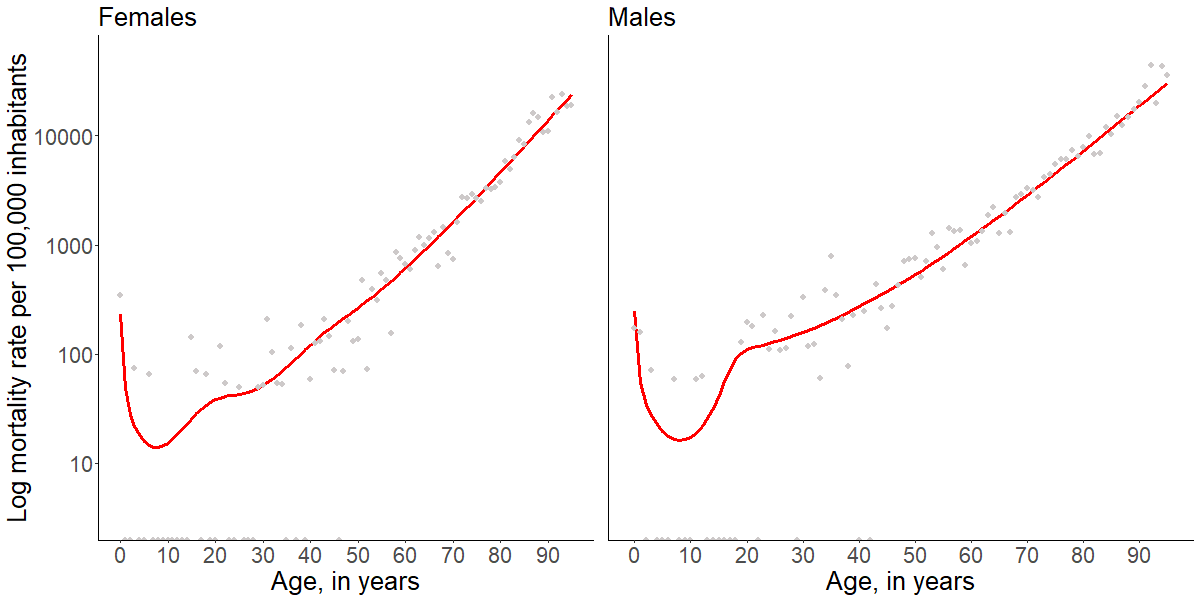 Females
Males
Log mortality rate per 100,000 inhabitants
10000
1000
100
10
0 10 20 30 40 50 60 70 80 90
0 10 20 30 40 50 60 70 80 90
Age, in years
Age, in years